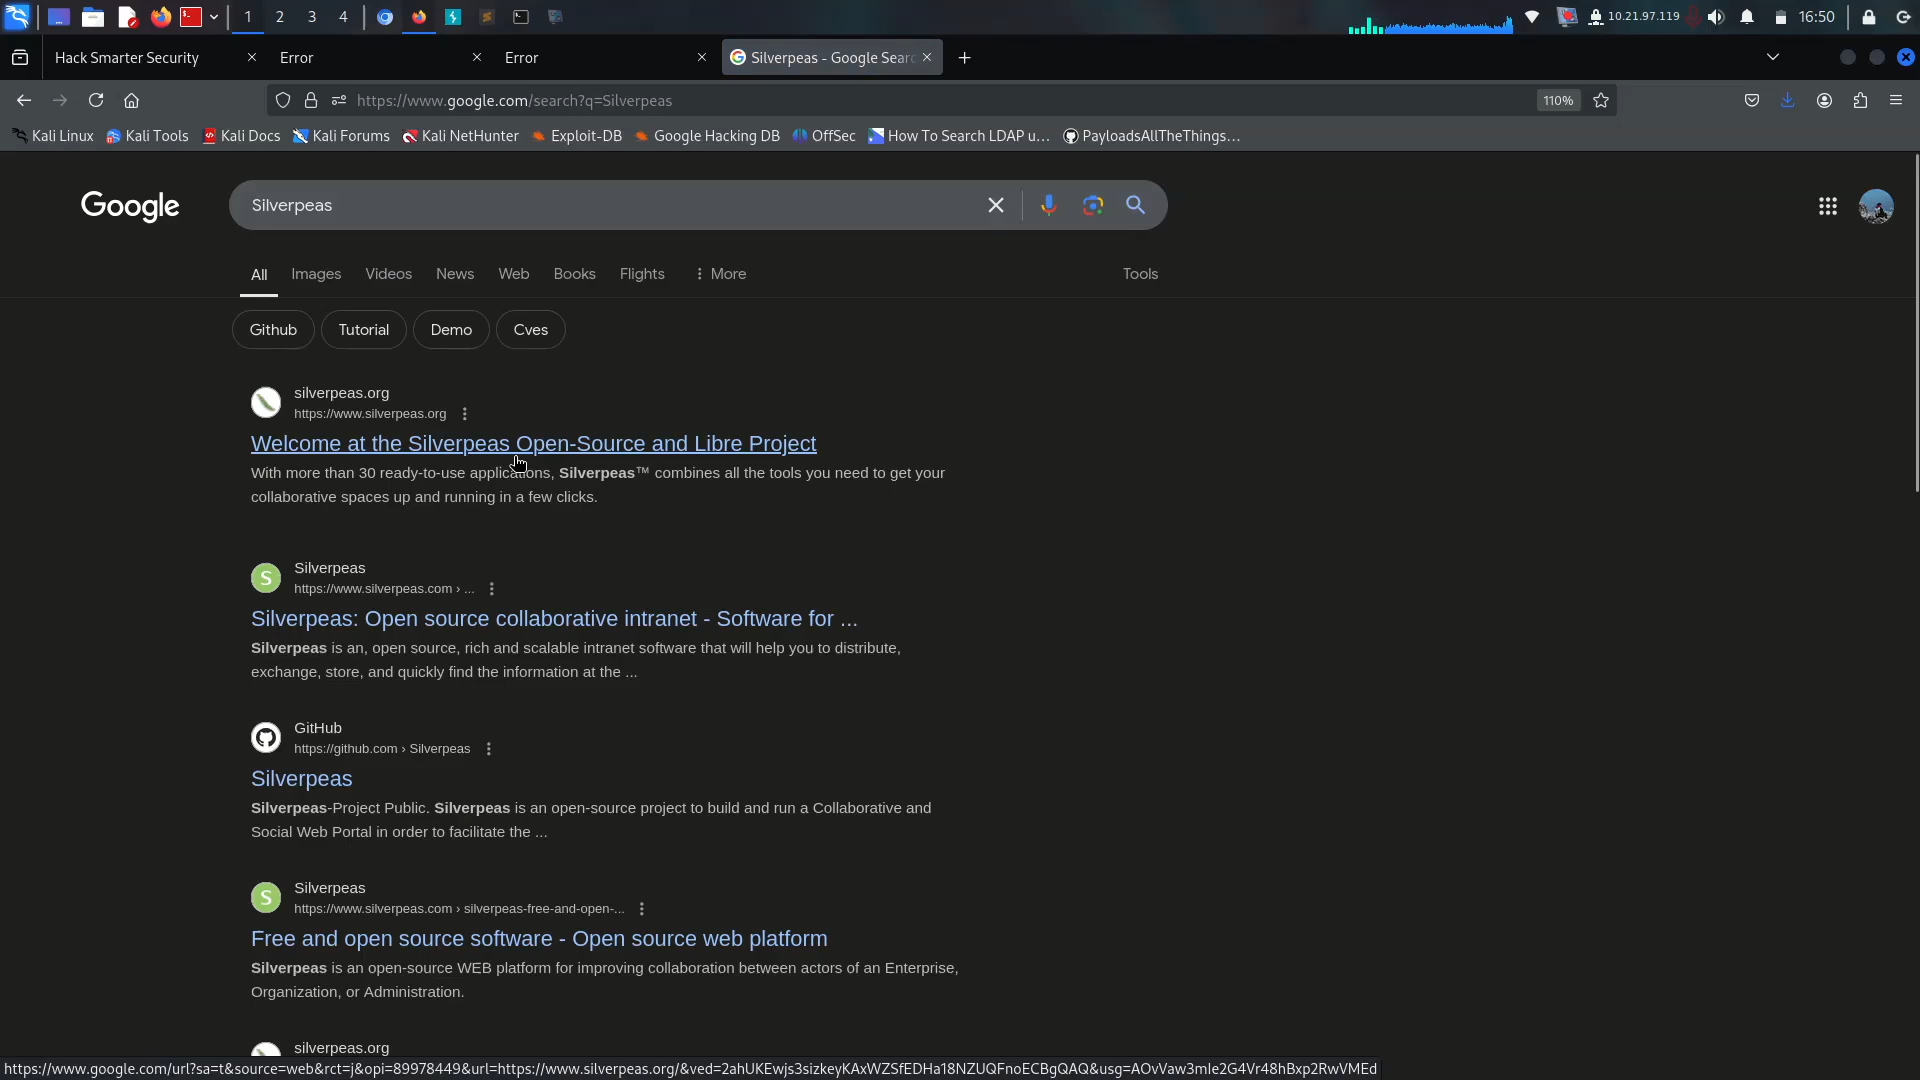 1 2 3 4 10.21.97.119 16:50
Hack Smarter Security Error Error Silverpeas - Google Searc
https://www.google.com/search?q=Silverpeas 110%
Kali Linux Kali Tools Kali Docs Kali Forums Kali NetHunter Exploit-DB Google Hacking DB OffSec How To Search LDAP u... PayloadsAllTheThings...
Google Silverpeas
All Images Videos News Web Books Flights More Tools
Github Tutorial Demo Cves
silverpeas.org
https://www.silverpeas.org
Welcome at the Silverpeas Open-Source and Libre Project
With more than 30 ready-to-use applications, Silverpeas™ combines all the tools you need to get your
collaborative spaces up and running in a few clicks.
S Silverpeas
https://www.silverpeas.com › ...
Silverpeas: Open source collaborative intranet - Software for ...
Silverpeas is an, open source, rich and scalable intranet software that will help you to distribute,
exchange, store, and quickly find the information at the ...
GitHub
https://github.com › Silverpeas
Silverpeas
Silverpeas-Project Public. Silverpeas is an open-source project to build and run a Collaborative and
Social Web Portal in order to facilitate the ...
S Silverpeas
https://www.silverpeas.com › silverpeas-free-and-open-...
Free and open source software - Open source web platform
Silverpeas is an open-source WEB platform for improving collaboration between actors of an Enterprise,
Organization, or Administration.
silverpeas.org
https://www.google.com/url?sa=t&source=web&rct=j&opi=89978449&url=https://www.silverpeas.org/&ved=2ahUKEwjs3sizkeyKAxWZSfEDHa18NZUQFnoECBgQAQ&usg=AOvVaw3mIe2G4Vr48hBxp2RwVMEd